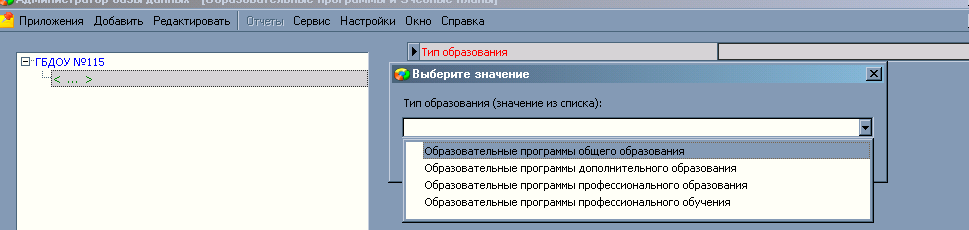 Администратор базы данных - [Образовательные программы и Учебные планы]
Приложения Добавить Редактировать Отчеты Сервис Настройки Окно Справка
ГБДОУ №115
< ... >
Тип образования
Выберите значение
Тип образования (значение из списка):
Образовательные программы общего образования
Образовательные программы дополнительного образования
Образовательные программы профессионального образования
Образовательные программы профессионального обучения